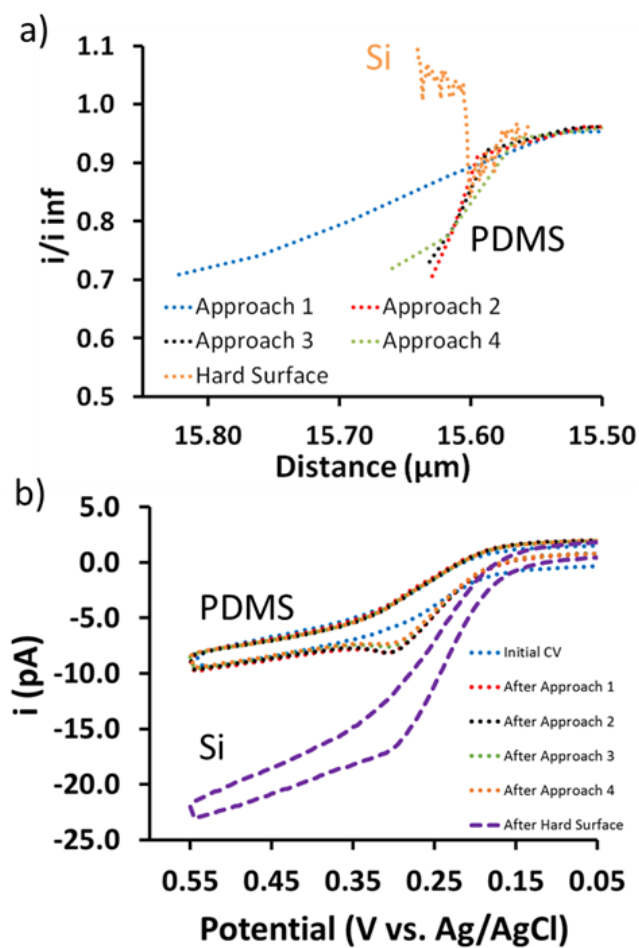 a)
1.1
1.0
0.9
0.8
0.7
0.6
0.5
i/i inf
Si
PDMS
Approach 1
Approach 2
Approach 3
Approach 4
Hard Surface
15.80
15.70
15.60
15.50
Distance (µm)
b)
5.0
0.0
-5.0
-10.0
-15.0
-20.0
-25.0
i (pA)
PDMS
Si
Initial CV
After Approach 1
After Approach 2
After Approach 3
After Approach 4
After Hard Surface
0.55
0.45
0.35
0.25
0.15
0.05
Potential (V vs. Ag/AgCl)